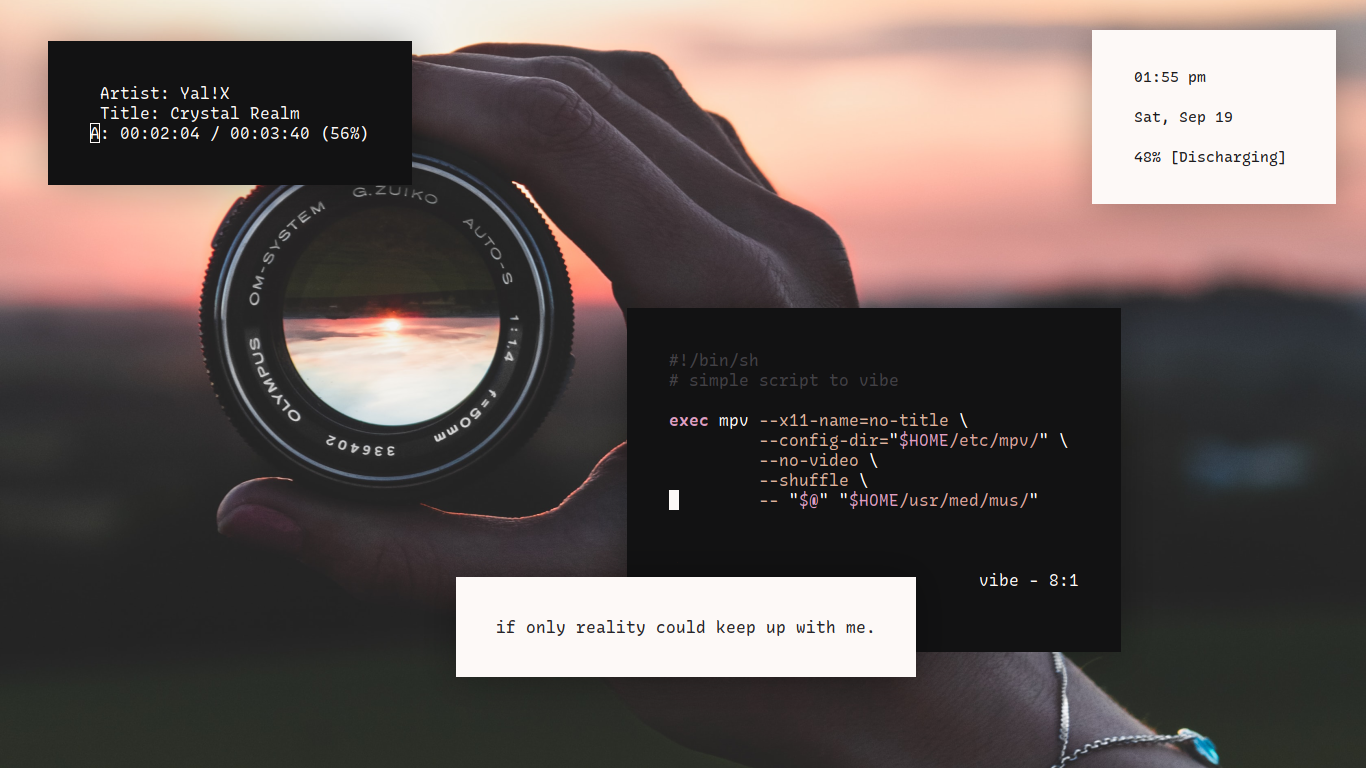 Artist: Yal!X
Title: Crystal Realm
A: 00:02:04 / 00:03:40 (56%)
01:55 pm
Sat, Sep 19
48% [Discharging]
G.ZUIKO AUTO-S 1:1.4 f=50mm 336402 OLYMPUS OM-SYSTEM
#!/bin/sh
# simple script to vibe
exec mpv --x11-name=no-title \
--config-dir="$HOME/etc/mpv/" \
--no-video \
--shuffle \
-- "$@" "$HOME/usr/med/mus/"
vibe - 8:1
if only reality could keep up with me.